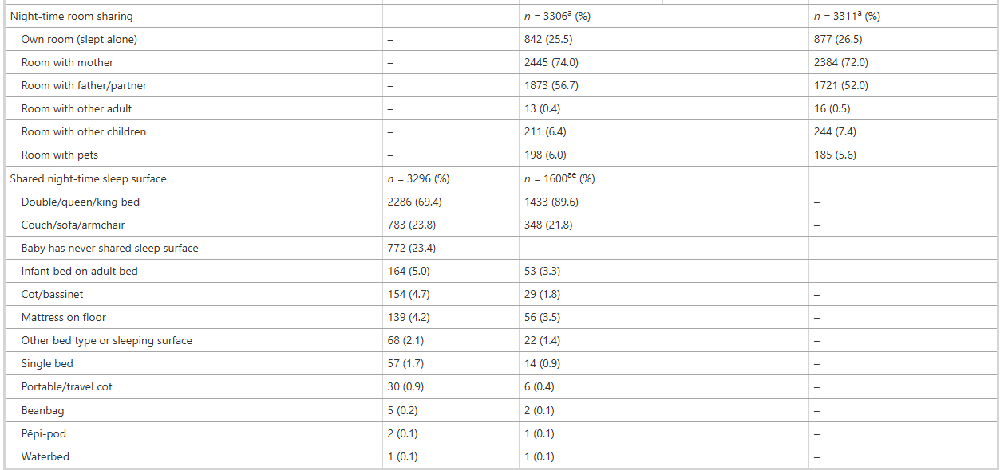 Night-time room sharing n = 3306ᵃ (%) n = 3311ᵃ (%)
Own room (slept alone) – 842 (25.5) 877 (26.5)
Room with mother – 2445 (74.0) 2384 (72.0)
Room with father/partner – 1873 (56.7) 1721 (52.0)
Room with other adult – 13 (0.4) 16 (0.5)
Room with other children – 211 (6.4) 244 (7.4)
Room with pets – 198 (6.0) 185 (5.6)
Shared night-time sleep surface n = 3296 (%) n = 1600ᵃᵉ (%)
Double/queen/king bed 2286 (69.4) 1433 (89.6) –
Couch/sofa/armchair 783 (23.8) 348 (21.8) –
Baby has never shared sleep surface 772 (23.4) – –
Infant bed on adult bed 164 (5.0) 53 (3.3) –
Cot/bassinet 154 (4.7) 29 (1.8) –
Mattress on floor 139 (4.2) 56 (3.5) –
Other bed type or sleeping surface 68 (2.1) 22 (1.4) –
Single bed 57 (1.7) 14 (0.9) –
Portable/travel cot 30 (0.9) 6 (0.4) –
Beanbag 5 (0.2) 2 (0.1) –
Pēpi-pod 2 (0.1) 1 (0.1) –
Waterbed 1 (0.1) 1 (0.1) –